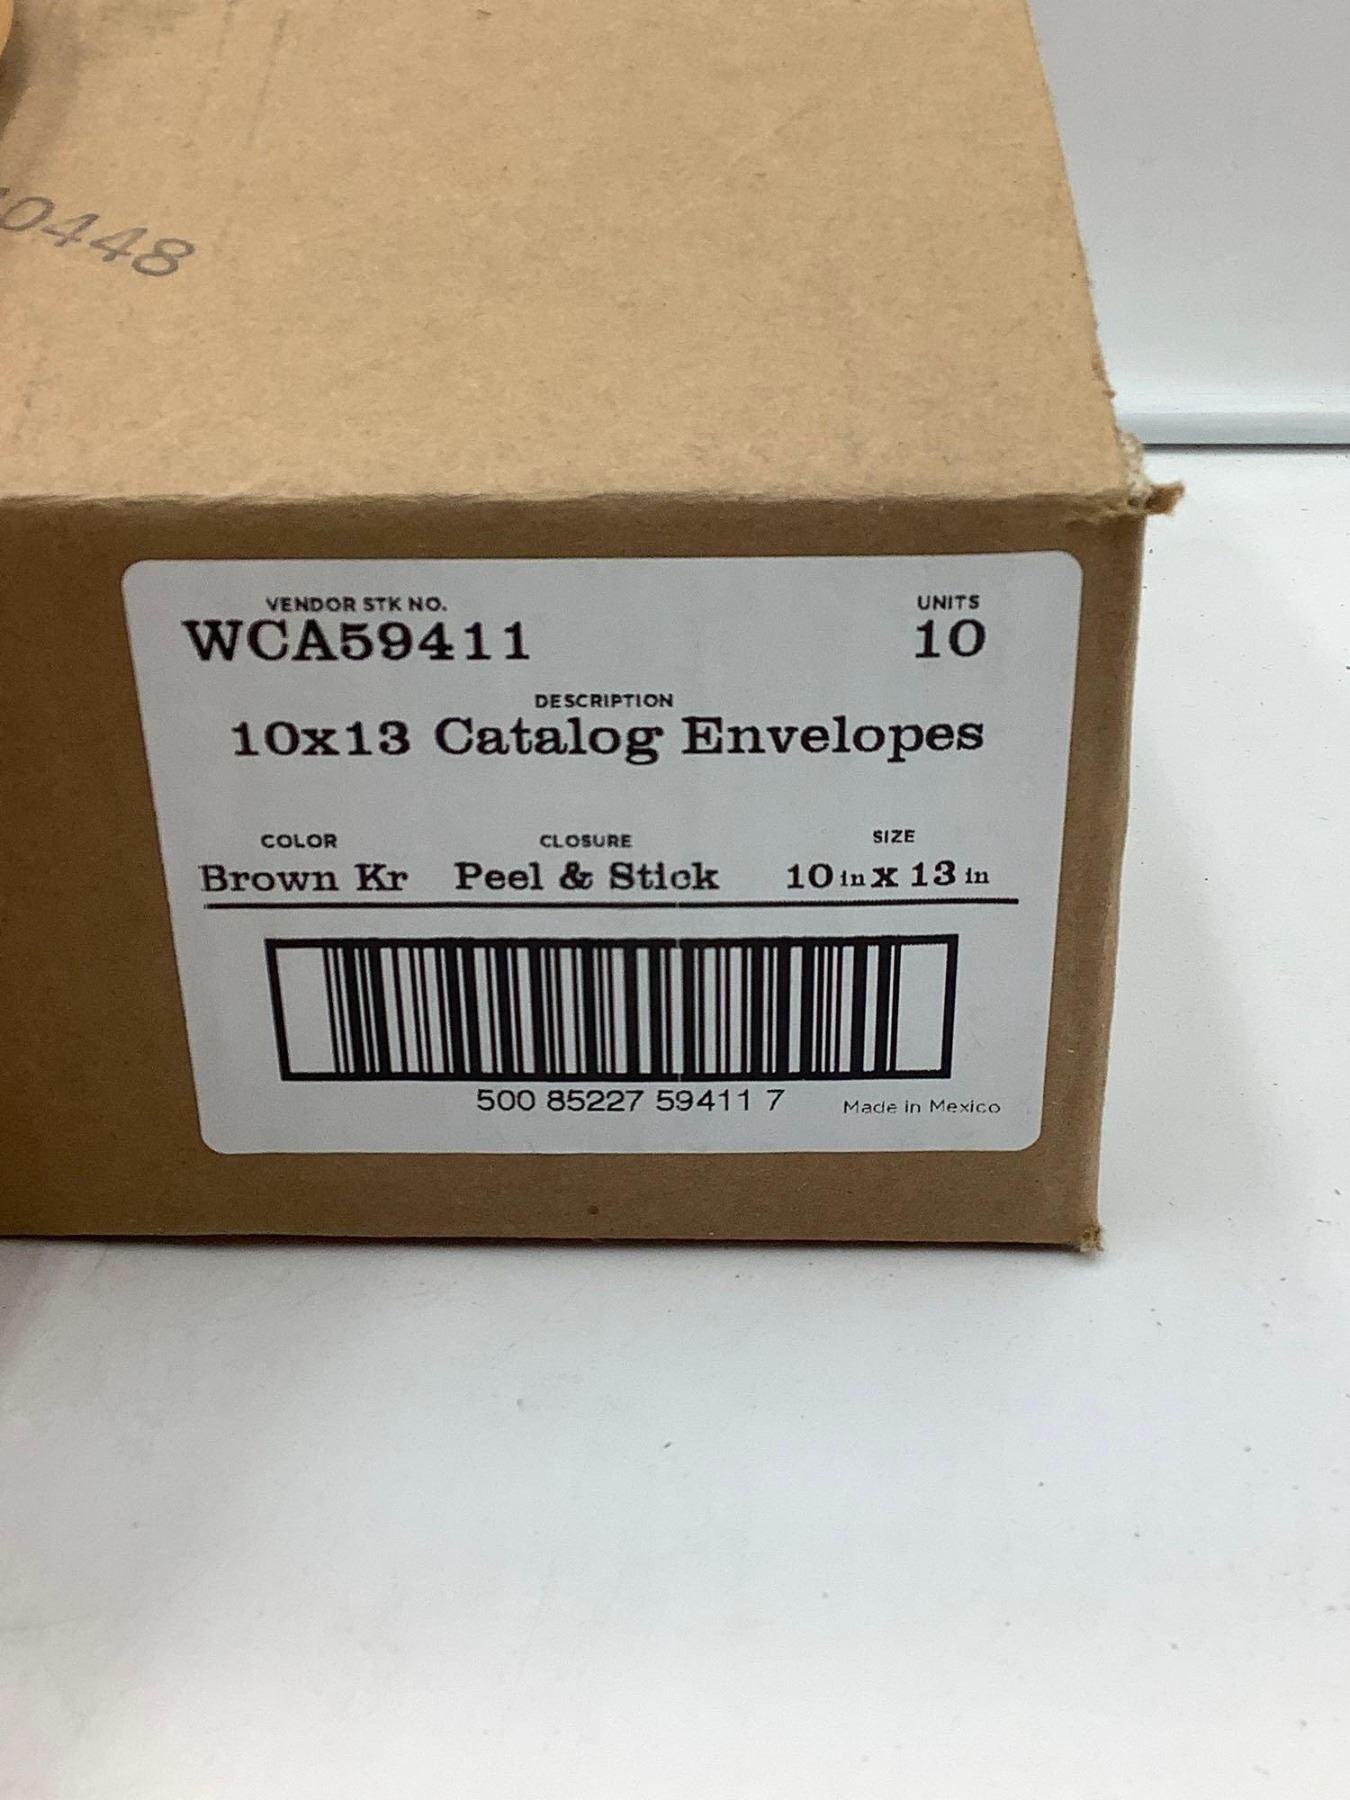 0448
VENDOR STK NO.
WCA59411
UNITS
10
DESCRIPTION
10x13 Catalog Envelopes
COLOR
Brown Kr
CLOSURE
Peel & Stick
SIZE
10 in X 13 in
500 85227 59411 7
Made in Mexico